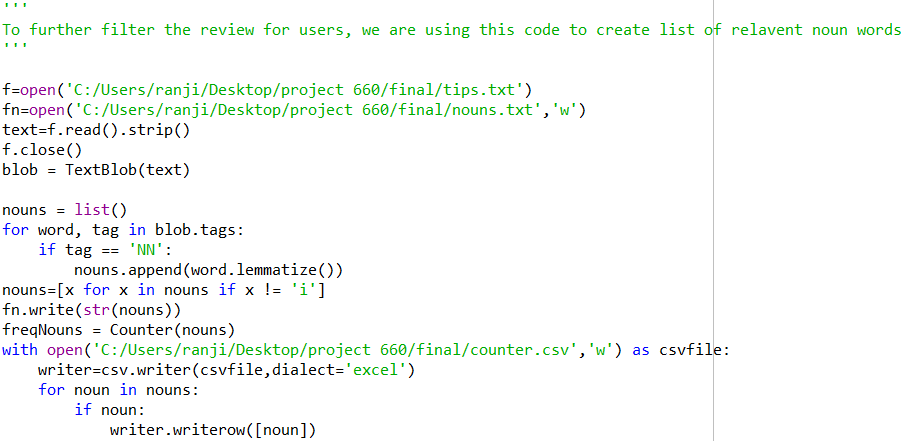 '''
To further filter the review for users, we are using this code to create list of relavent noun words
'''
f=open('C:/Users/ranji/Desktop/project 660/final/tips.txt')
fn=open('C:/Users/ranji/Desktop/project 660/final/nouns.txt','w')
text=f.read().strip()
f.close()
blob = TextBlob(text)
nouns = list()
for word, tag in blob.tags:
    if tag == 'NN':
        nouns.append(word.lemmatize())
nouns=[x for x in nouns if x != 'i']
fn.write(str(nouns))
freqNouns = Counter(nouns)
with open('C:/Users/ranji/Desktop/project 660/final/counter.csv','w') as csvfile:
    writer=csv.writer(csvfile,dialect='excel')
    for noun in nouns:
        if noun:
            writer.writerow([noun])